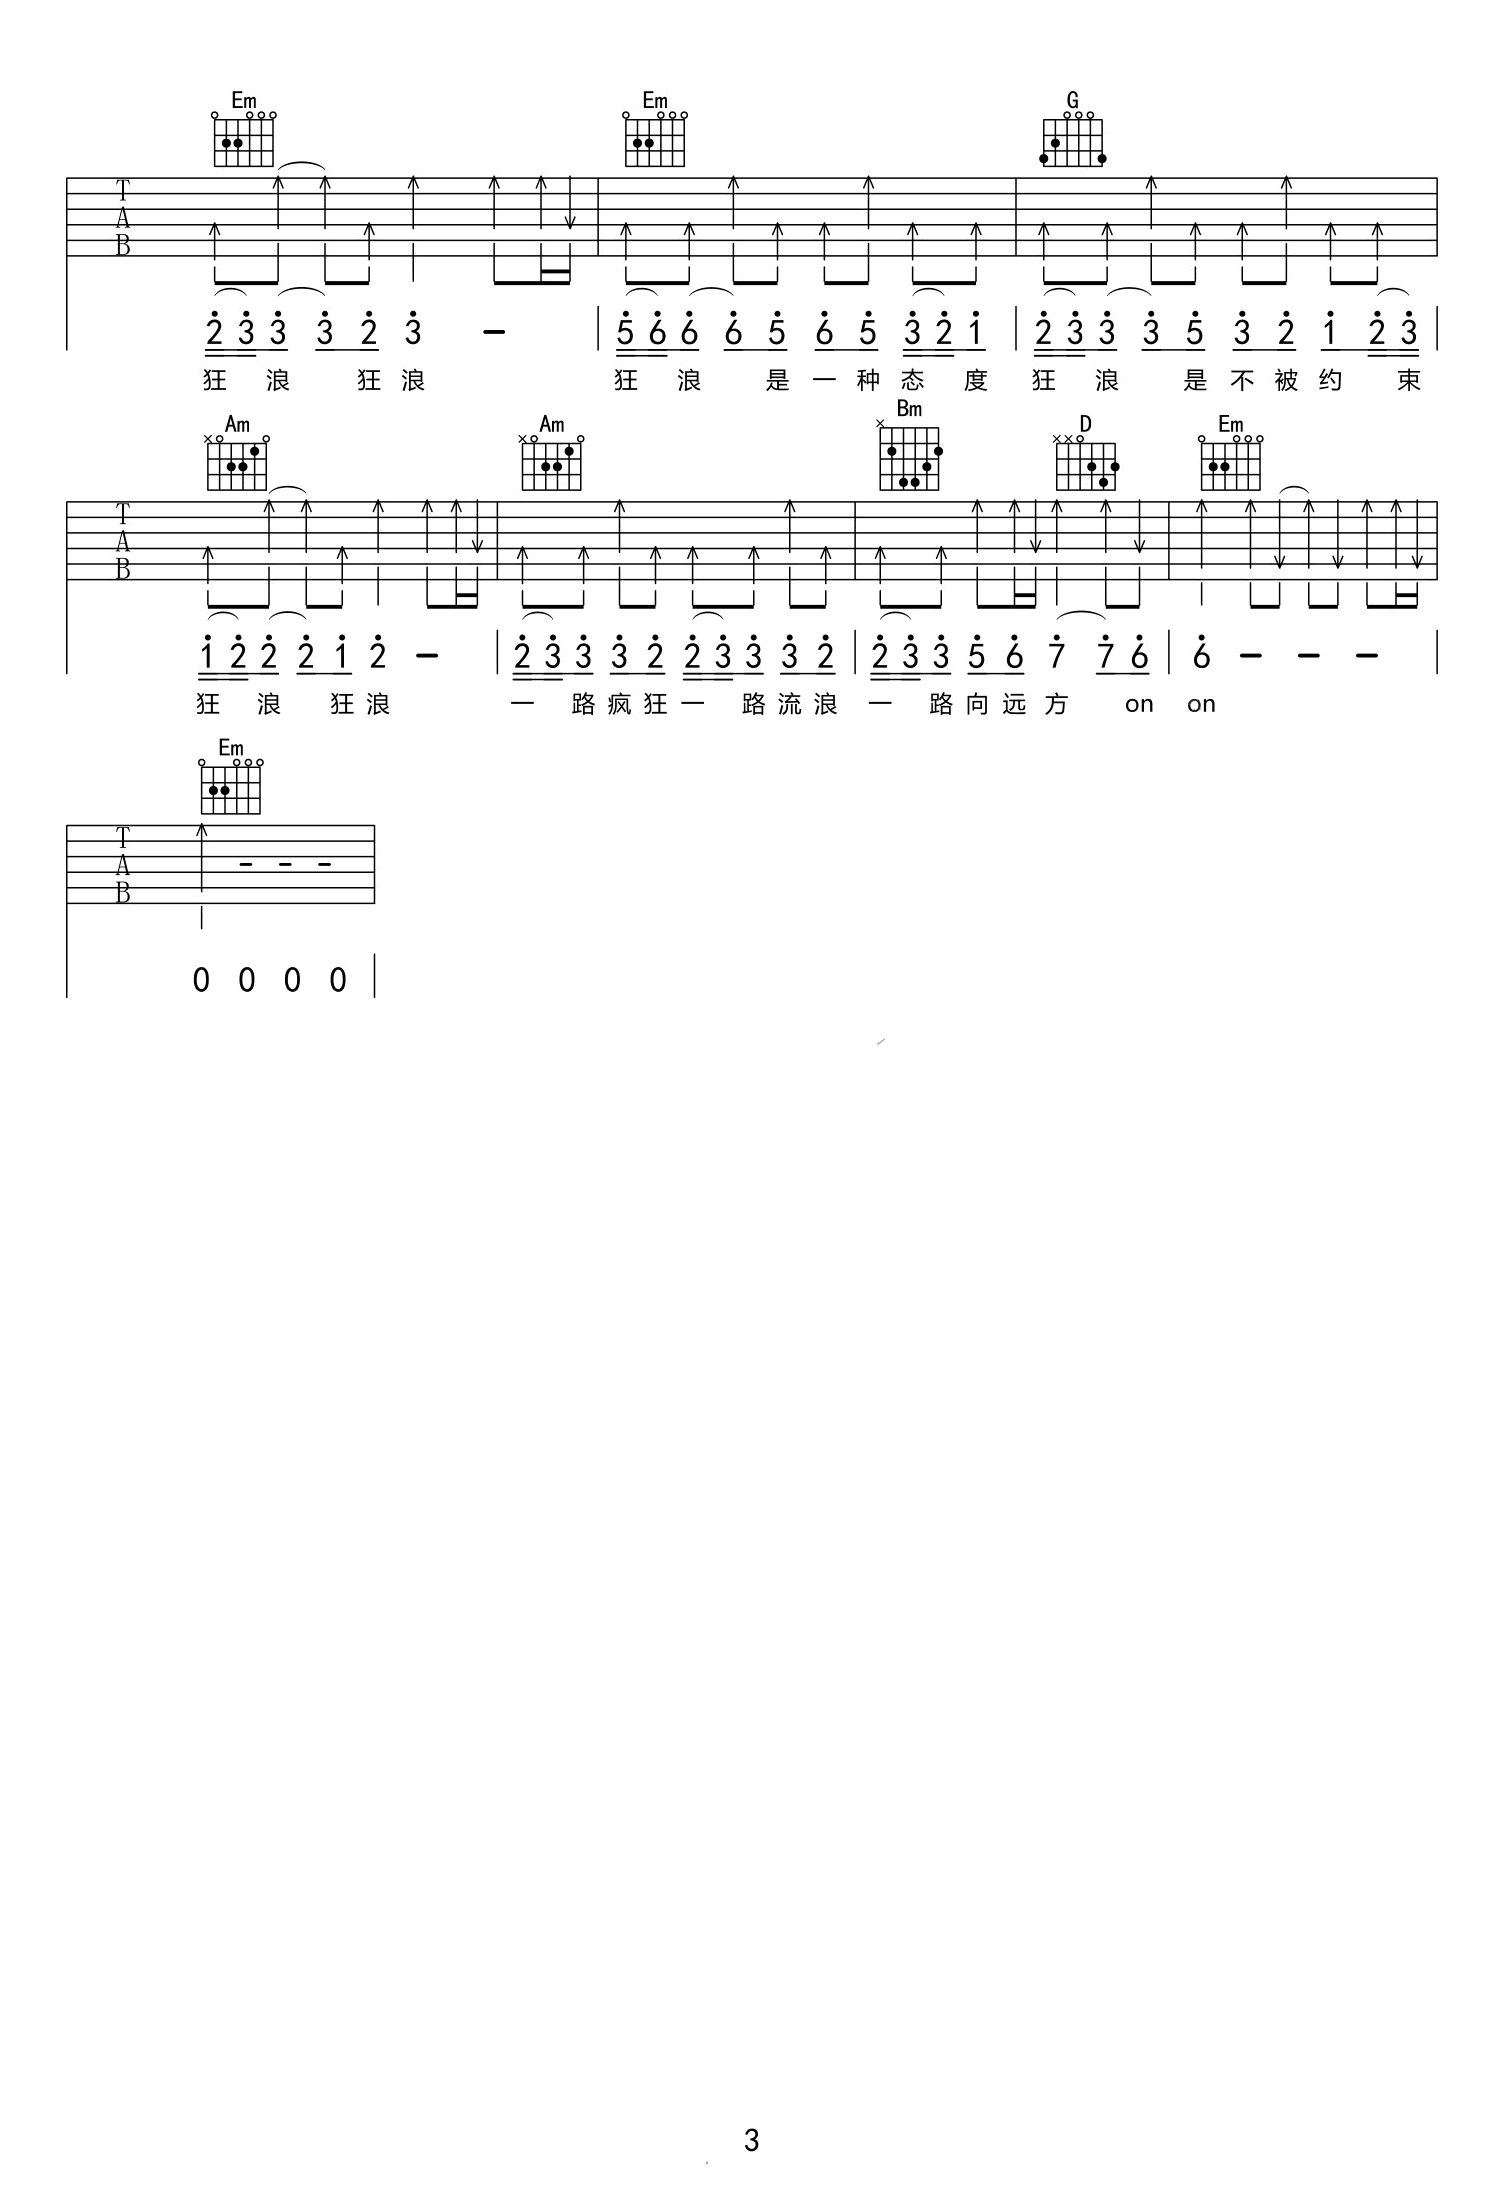 Em Em G
T
A
B
2 3 3 3 2 3 – 5 6 6 6 5 6 5 3 2 1 2 3 3 3 5 3 2 1 2 3
狂 浪 狂 浪 狂 浪 是 一 种 态 度 狂 浪 是 不 被 约 束
Am Am Bm D Em
T
A
B
1 2 2 2 1 2 – 2 3 3 3 2 2 3 3 3 2 2 3 3 5 6 7 7 6 6 – – –
狂 浪 狂 浪 一 路 疯 狂 一 路 流 浪 一 路 向 远 方 on on
Em
T
A
B
0 0 0 0
3